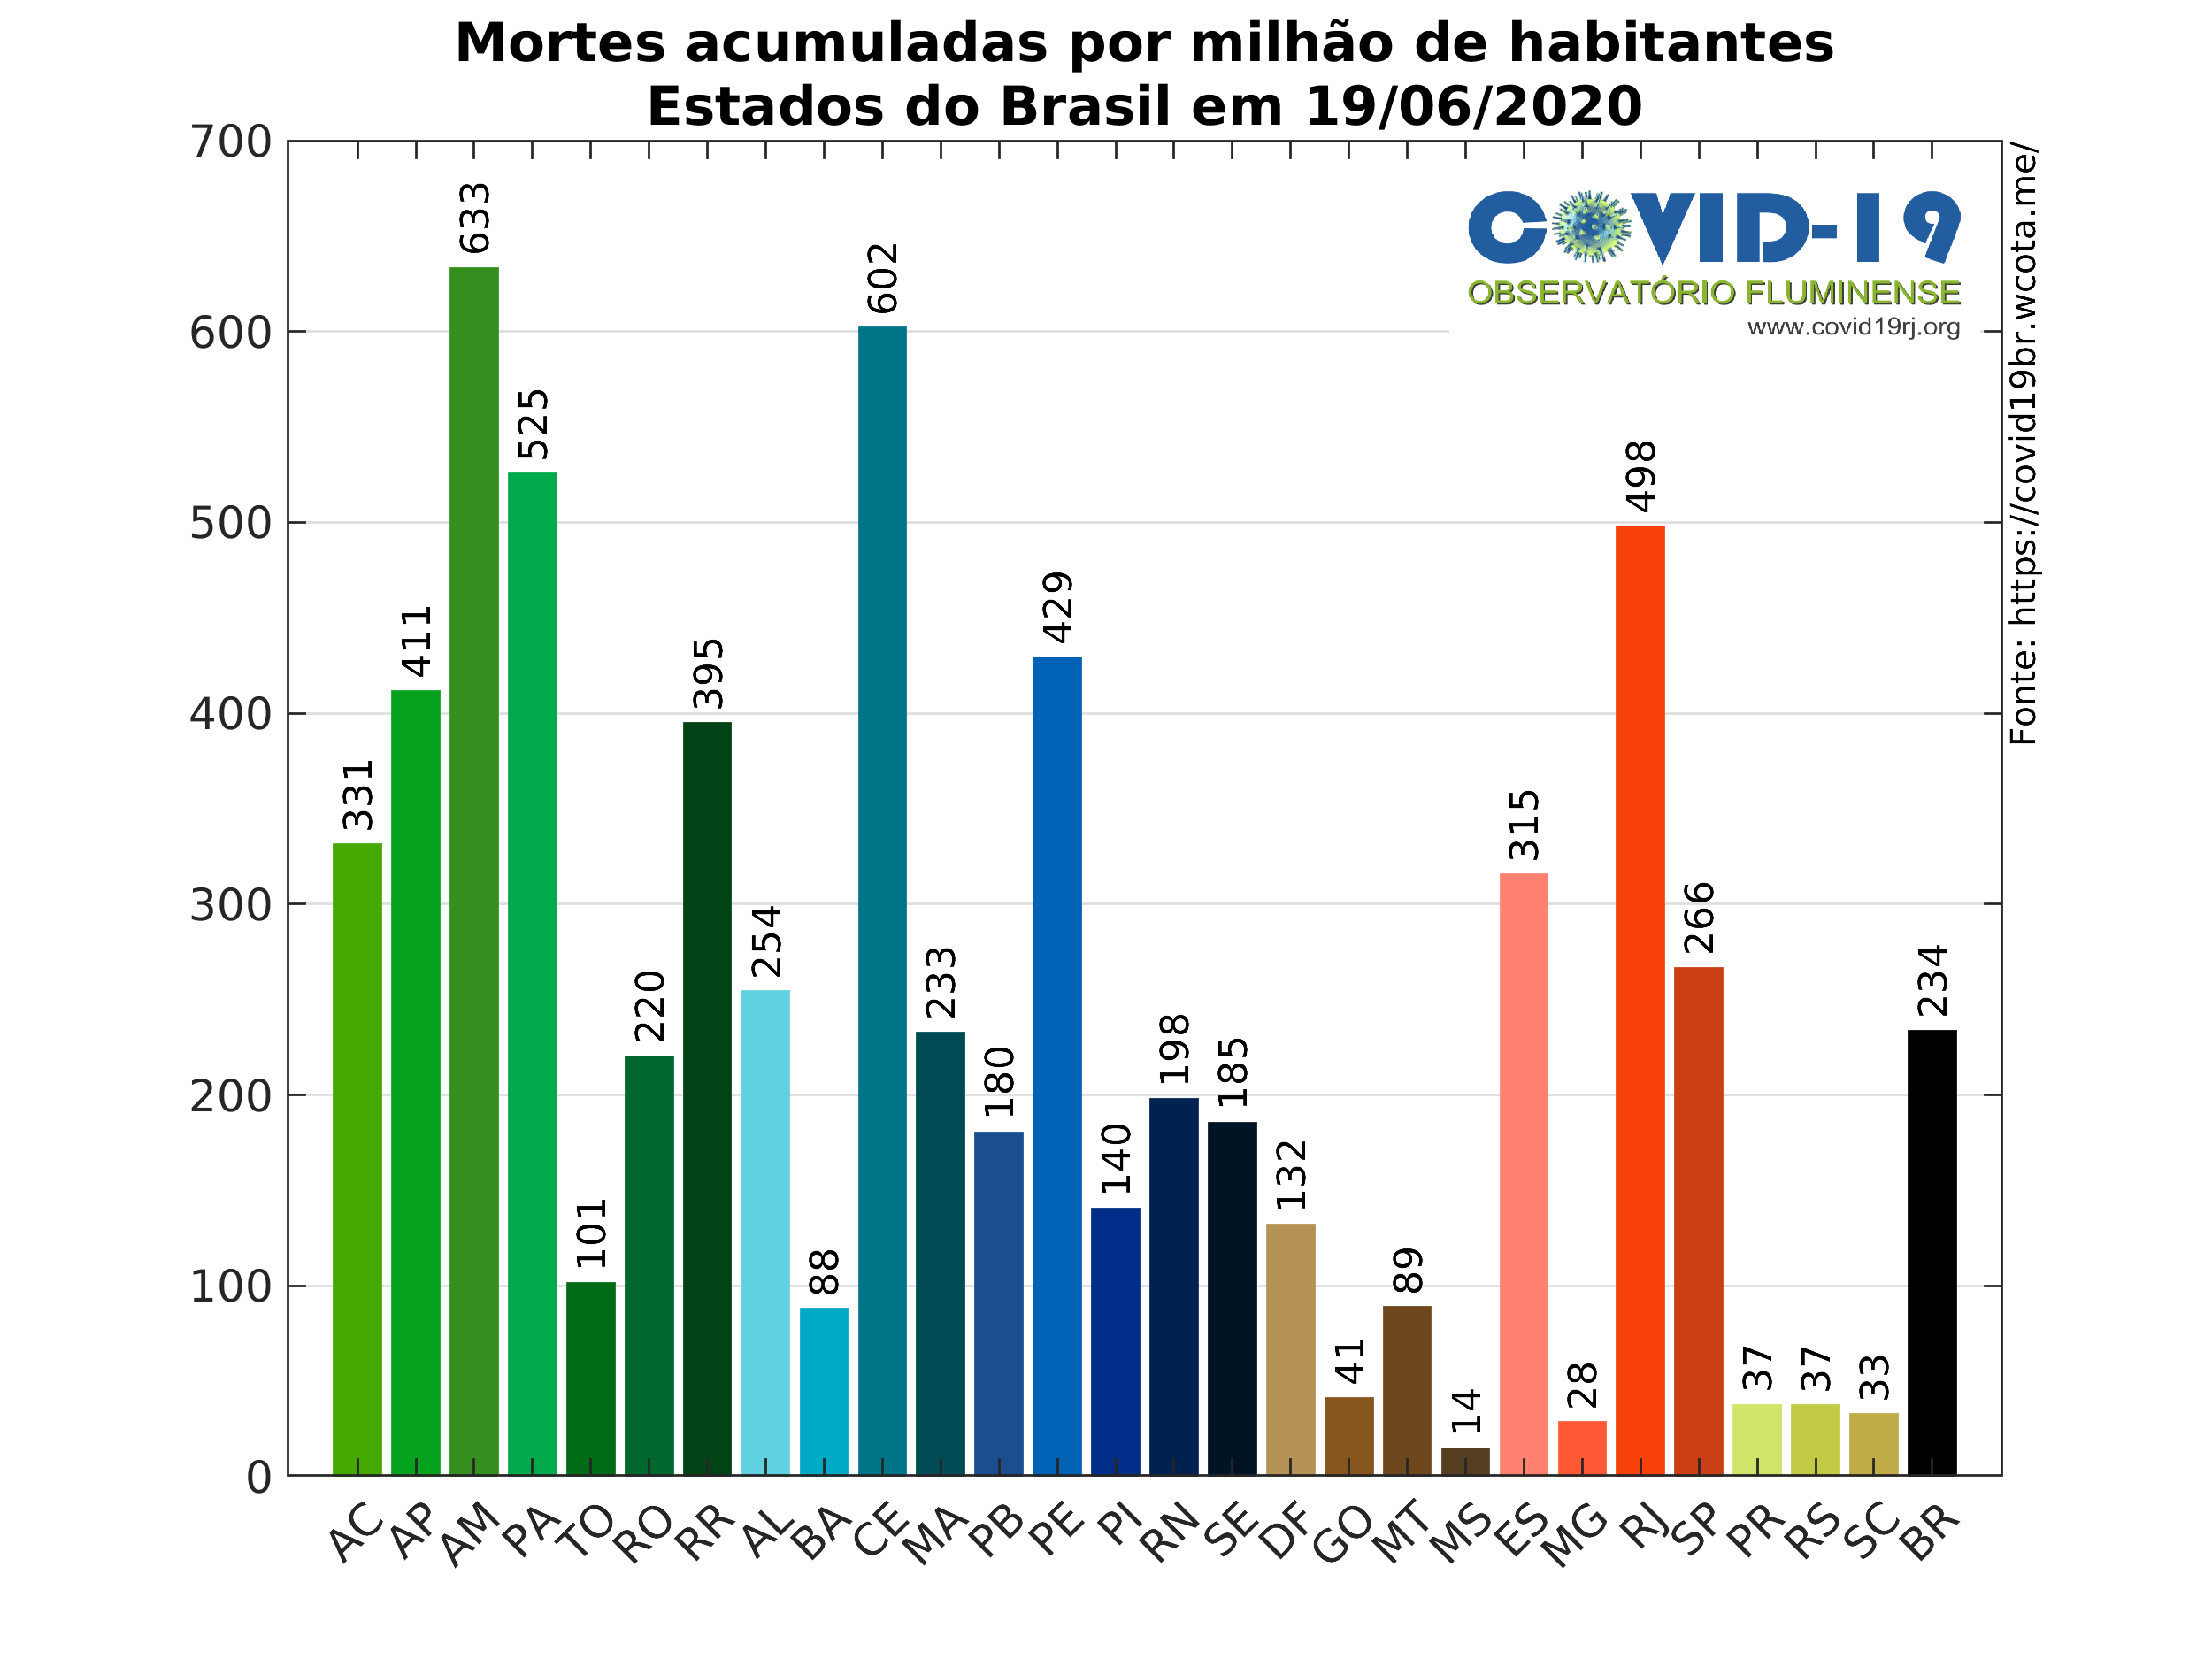 Mortes acumuladas por milhão de habitantes
Estados do Brasil em 19/06/2020
700
600
500
400
300
200
100
0
331
411
633
525
101
220
395
254
88
602
233
180
429
140
198
185
132
41
89
14
315
28
498
266
37
37
33
234
COVID-19
OBSERVATÓRIO FLUMINENSE
www.covid19rj.org
Fonte: https://covid19br.wcota.me/
AC
AP
AM
PA
TO
RO
RR
AL
BA
CE
MA
PB
PE
PI
RN
SE
DF
GO
MT
MS
ES
MG
RJ
SP
PR
RS
SC
BR